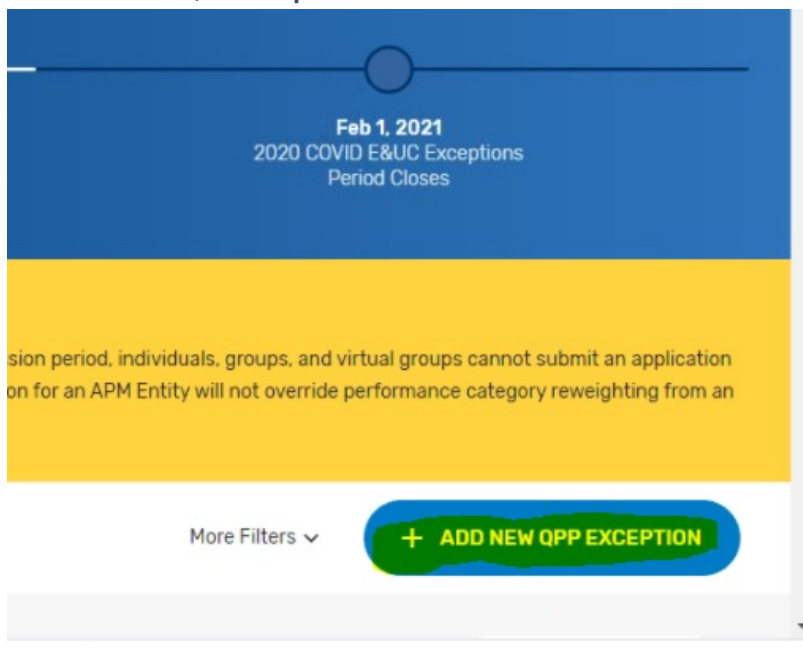 Feb 1, 2021
2020 COVID E&UC Exceptions
Period Closes
sion period, individuals, groups, and virtual groups cannot submit an application
on for an APM Entity will not override performance category reweighting from an
More Filters
+ ADD NEW QPP EXCEPTION